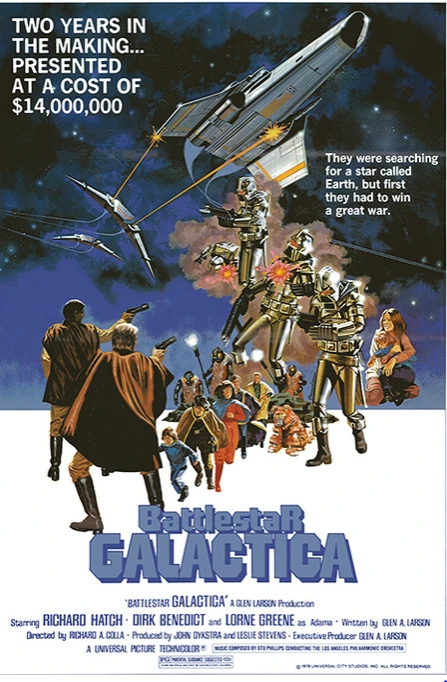 TWO YEARS IN
THE MAKING...
PRESENTED
AT A COST OF
$14,000,000
They were searching
for a star called
Earth, but first
they had to win
a great war.
BattlestaR
GALACTICA
'BATTLESTAR GALACTICA' A GLEN LARSON Production
Starring RICHARD HATCH · DIRK BENEDICT and LORNE GREENE as Adama · Written by GLEN A. LARSON
Directed by RICHARD A. COLLA · Produced by JOHN DYKSTRA and LESLIE STEVENS · Executive Producer GLEN A. LARSON
A UNIVERSAL PICTURE TECHNICOLOR® MUSIC COMPOSED BY STU PHILLIPS CONDUCTING THE LOS ANGELES PHILHARMONIC ORCHESTRA
PG PARENTAL GUIDANCE SUGGESTED
©1978 UNIVERSAL CITY STUDIOS, INC. ALL RIGHTS RESERVED.